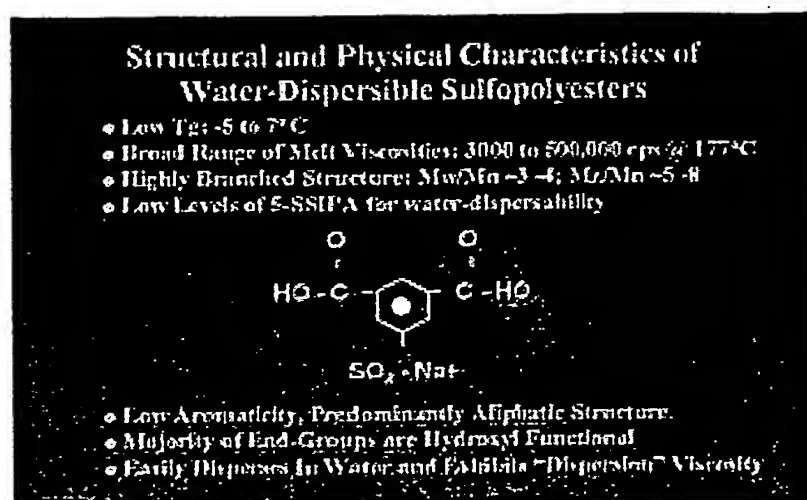 Structural and Physical Characteristics of
Water-Dispersible Sulfopolyesters
Low Tg: -5 to 7°C
Broad Range of Melt Viscosities: 3000 to 500,000 cps @ 177°C
Highly Branched Structure: Mw/Mn ~3 -4; Mz/Mn ~5 -8
Low Levels of 5-SSIPA for water-dispersability
O O
HO-C C-HO
SO Na+
Low Aromaticity, Predominantly Aliphatic Structure.
Majority of End-Groups are Hydroxyl Functional
Easily Disperses In Water and Exhibits "Dispersion" Viscosity